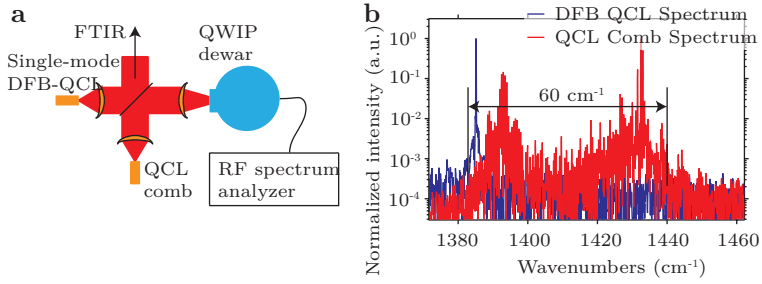 a
FTIR
QWIP
dewar
Single-mode
DFB-QCL
QCL
comb
RF spectrum
analyzer
b
DFB QCL Spectrum
QCL Comb Spectrum
Normalized intensity (a.u.)
10⁰
10⁻¹
10⁻²
10⁻³
10⁻⁴
60 cm⁻¹
1380 1400 1420 1440 1460
Wavenumbers (cm⁻¹)